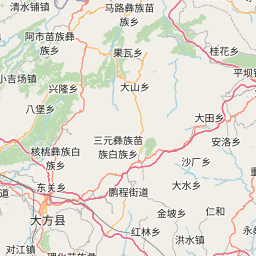 清水铺镇
马路彝族苗
族乡
阿市苗族彝
族乡
果瓦乡
桂花乡
小吉场镇
兴隆乡
大山乡
平坝镇
八堡乡
大田乡
三元彝族苗
族白族乡
安洛乡
核桃彝族白
族乡
沙厂乡
东关乡
鹏程街道
大水乡
大方县
金坡乡
仁和
对江镇
红林乡
洪水镇